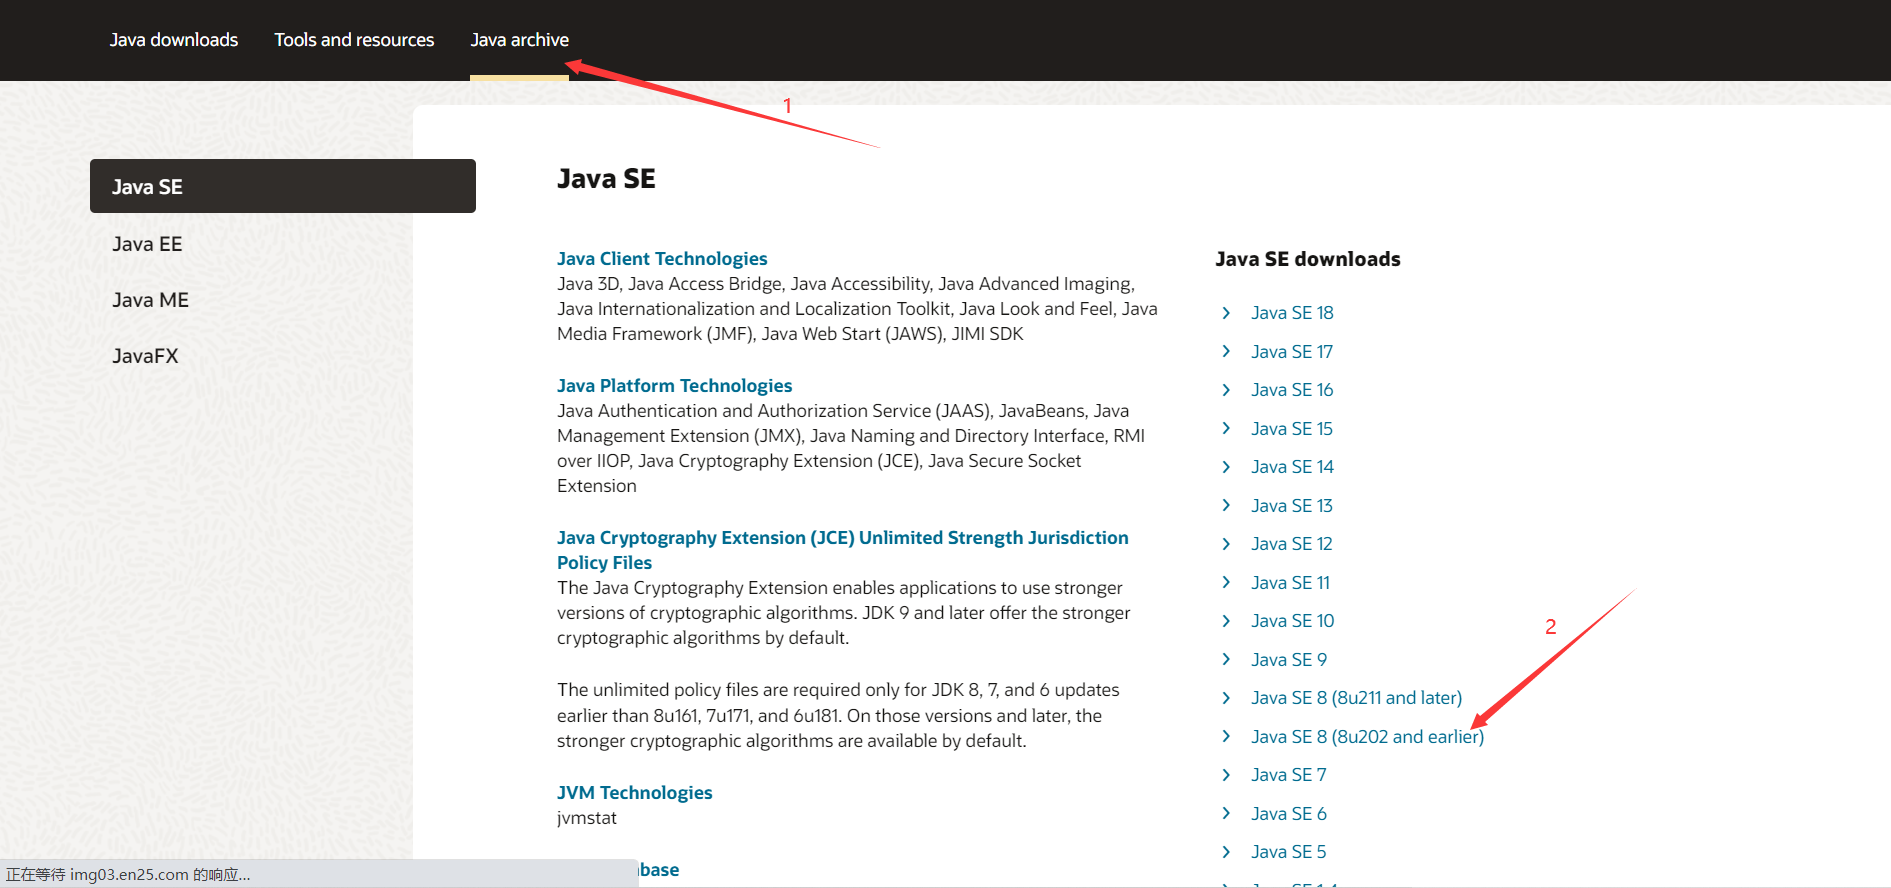 Java downloads
Tools and resources
Java archive
1
Java SE
Java EE
Java ME
JavaFX
Java SE
Java Client Technologies
Java 3D, Java Access Bridge, Java Accessibility, Java Advanced Imaging,
Java Internationalization and Localization Toolkit, Java Look and Feel, Java
Media Framework (JMF), Java Web Start (JAWS), JIMI SDK
Java Platform Technologies
Java Authentication and Authorization Service (JAAS), JavaBeans, Java
Management Extension (JMX), Java Naming and Directory Interface, RMI
over IIOP, Java Cryptography Extension (JCE), Java Secure Socket
Extension
Java Cryptography Extension (JCE) Unlimited Strength Jurisdiction
Policy Files
The Java Cryptography Extension enables applications to use stronger
versions of cryptographic algorithms. JDK 9 and later offer the stronger
cryptographic algorithms by default.
The unlimited policy files are required only for JDK 8, 7, and 6 updates
earlier than 8u161, 7u171, and 6u181. On those versions and later, the
stronger cryptographic algorithms are available by default.
JVM Technologies
jvmstat
base
Java SE downloads
Java SE 18
Java SE 17
Java SE 16
Java SE 15
Java SE 14
Java SE 13
Java SE 12
Java SE 11
Java SE 10
2
Java SE 9
Java SE 8 (8u211 and later)
Java SE 8 (8u202 and earlier)
Java SE 7
Java SE 6
Java SE 5
正在等待 img03.en25.com 的响应...